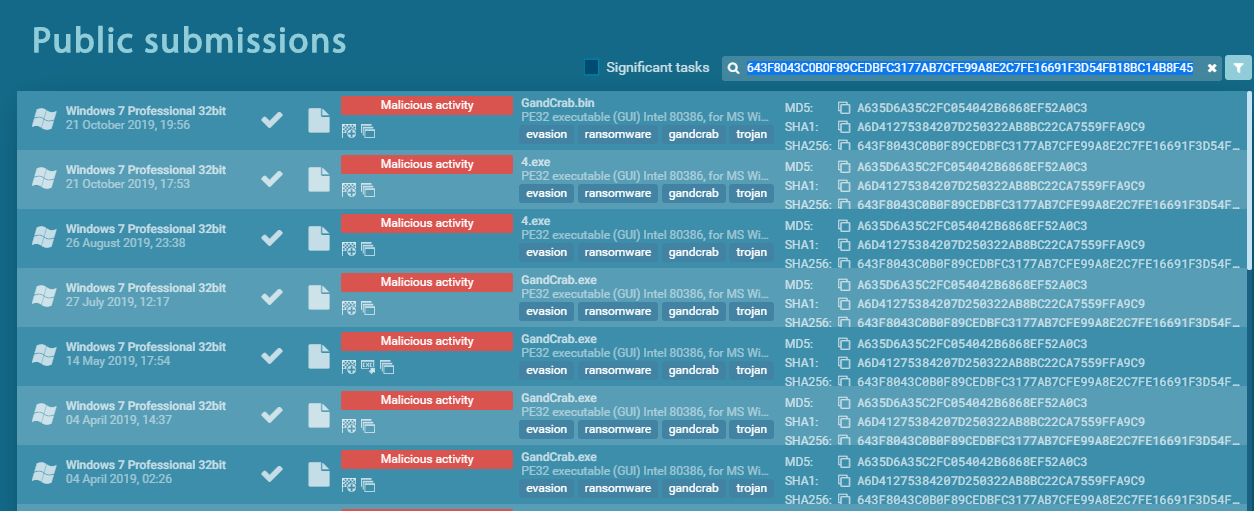 Public submissions
Significant tasks
643F8043C0B0F89CEDBFC3177AB7CFE99A8E2C7FE16691F3D54FB18BC14B8F45
Windows 7 Professional 32bit
21 October 2019, 19:56
Malicious activity
GandCrab.bin
PE32 executable (GUI) Intel 80386, for MS Wi...
evasion ransomware gandcrab trojan
MD5: A635D6A35C2FC054042B6868EF52A0C3
SHA1: A6D41275384207D250322AB8BC22CA7559FFA9C9
SHA256: 643F8043C0B0F89CEDBFC3177AB7CFE99A8E2C7FE16691F3D54F...
Windows 7 Professional 32bit
21 October 2019, 17:53
Malicious activity
4.exe
PE32 executable (GUI) Intel 80386, for MS Wi...
evasion ransomware gandcrab trojan
MD5: A635D6A35C2FC054042B6868EF52A0C3
SHA1: A6D41275384207D250322AB8BC22CA7559FFA9C9
SHA256: 643F8043C0B0F89CEDBFC3177AB7CFE99A8E2C7FE16691F3D54F...
Windows 7 Professional 32bit
26 August 2019, 23:38
Malicious activity
4.exe
PE32 executable (GUI) Intel 80386, for MS Wi...
evasion ransomware gandcrab trojan
MD5: A635D6A35C2FC054042B6868EF52A0C3
SHA1: A6D41275384207D250322AB8BC22CA7559FFA9C9
SHA256: 643F8043C0B0F89CEDBFC3177AB7CFE99A8E2C7FE16691F3D54F...
Windows 7 Professional 32bit
27 July 2019, 12:17
Malicious activity
GandCrab.exe
PE32 executable (GUI) Intel 80386, for MS Wi...
evasion ransomware gandcrab trojan
MD5: A635D6A35C2FC054042B6868EF52A0C3
SHA1: A6D41275384207D250322AB8BC22CA7559FFA9C9
SHA256: 643F8043C0B0F89CEDBFC3177AB7CFE99A8E2C7FE16691F3D54F...
Windows 7 Professional 32bit
14 May 2019, 17:54
Malicious activity
GandCrab.exe
PE32 executable (GUI) Intel 80386, for MS Wi...
evasion ransomware gandcrab trojan
MD5: A635D6A35C2FC054042B6868EF52A0C3
SHA1: A6D41275384207D250322AB8BC22CA7559FFA9C9
SHA256: 643F8043C0B0F89CEDBFC3177AB7CFE99A8E2C7FE16691F3D54F...
Windows 7 Professional 32bit
04 April 2019, 14:37
Malicious activity
GandCrab.exe
PE32 executable (GUI) Intel 80386, for MS Wi...
evasion ransomware gandcrab trojan
MD5: A635D6A35C2FC054042B6868EF52A0C3
SHA1: A6D41275384207D250322AB8BC22CA7559FFA9C9
SHA256: 643F8043C0B0F89CEDBFC3177AB7CFE99A8E2C7FE16691F3D54F...
Windows 7 Professional 32bit
04 April 2019, 02:26
Malicious activity
GandCrab.exe
PE32 executable (GUI) Intel 80386, for MS Wi...
evasion ransomware gandcrab trojan
MD5: A635D6A35C2FC054042B6868EF52A0C3
SHA1: A6D41275384207D250322AB8BC22CA7559FFA9C9
SHA256: 643F8043C0B0F89CEDBFC3177AB7CFE99A8E2C7FE16691F3D54F...